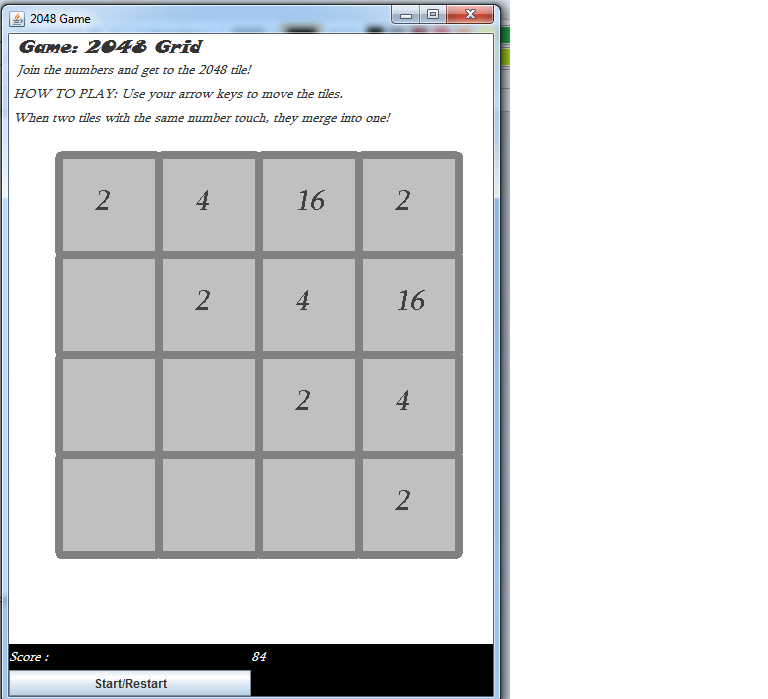 2048 Game
Game: 2048 Grid
Join the numbers and get to the 2048 tile!
HOW TO PLAY: Use your arrow keys to move the tiles.
When two tiles with the same number touch, they merge into one!
2 4 16 2
2 4 16
2 4
2
Score : 84
Start/Restart